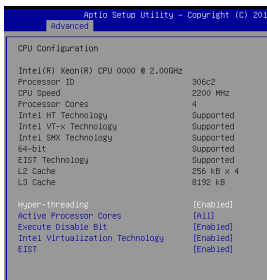 Aptio Setup Utility – Copyright (C) 201
Advanced
CPU Configuration
Intel(R) Xeon(R) CPU 0000 @ 2.00GHz
Processor ID 306c2
CPU Speed 2200 MHz
Processor Cores 4
Intel HT Technology Supported
Intel VT-x Technology Supported
Intel SMX Technology Supported
64-bit Supported
EIST Technology Supported
L2 Cache 256 kB x 4
L3 Cache 8192 kB
Hyper-threading [Enabled]
Active Processor Cores [All]
Execute Disable Bit [Enabled]
Intel Virtualization Technology [Enabled]
EIST [Enabled]